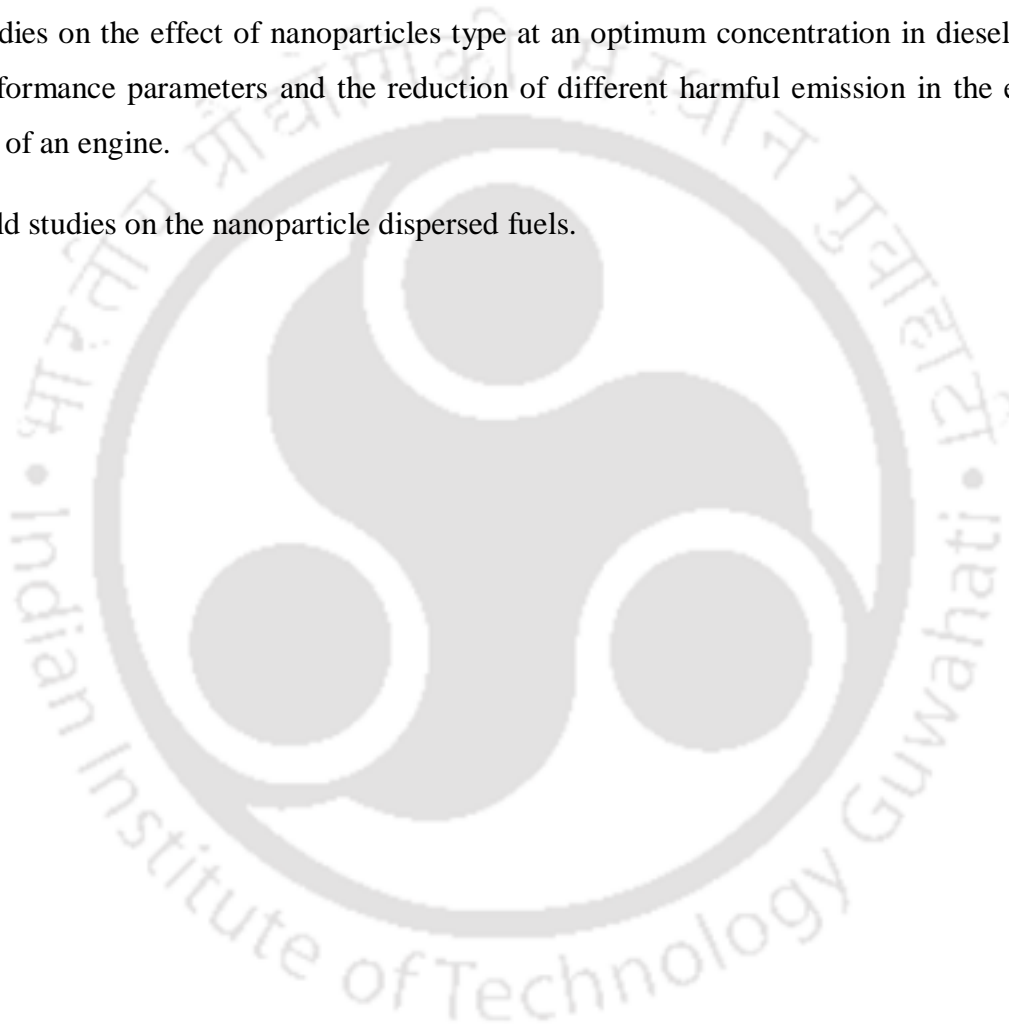 dies on the effect of nanoparticles type at an optimum concentration in diesel
formance parameters and the reduction of different harmful emission in the e
of an engine.
ld studies on the nanoparticle dispersed fuels.
भारतीय प्रौद्योगिकी संस्थान गुवाहाटी
• Indian Institute of Technology Guwahati •